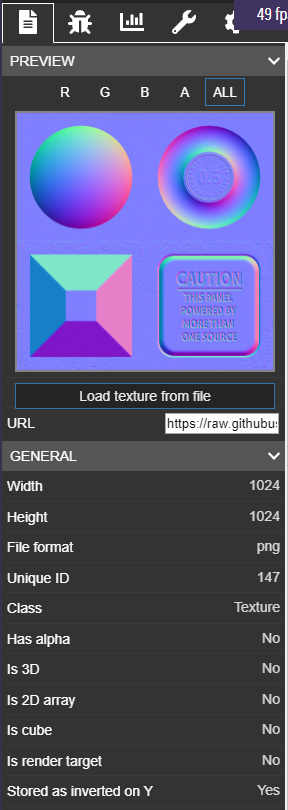 49 fp
PREVIEW
R G B A ALL
0.5
CAUTION
THIS PANEL
POWERED BY
MORE THAN
ONE SOURCE
Load texture from file
URL https://raw.githubu
GENERAL
Width 1024
Height 1024
File format png
Unique ID 147
Class Texture
Has alpha No
Is 3D No
Is 2D array No
Is cube No
Is render target No
Stored as inverted on Y Yes